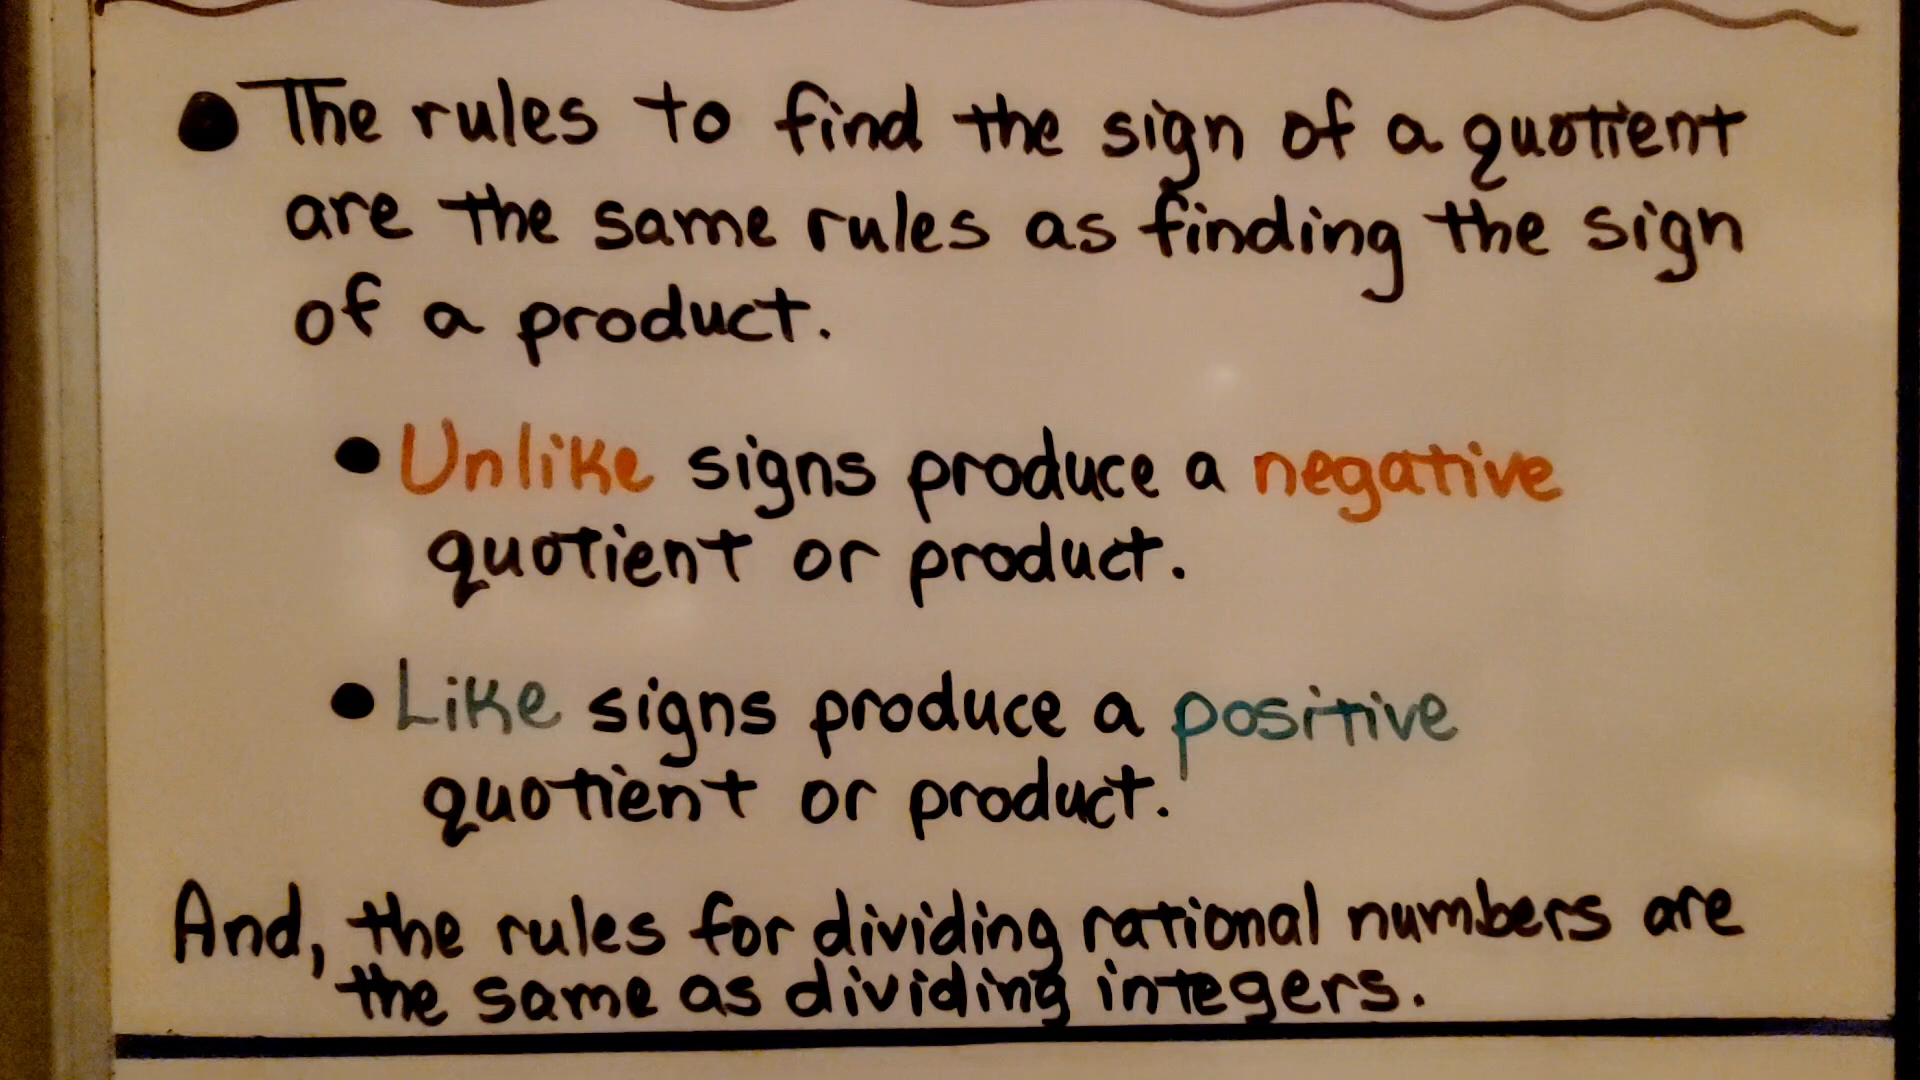 ● The rules to find the sign of a quotient
are the same rules as finding the sign
of a product.
● Unlike signs produce a negative
quotient or product.
● Like signs produce a positive
quotient or product.
And, the rules for dividing rational numbers are
the same as dividing integers.